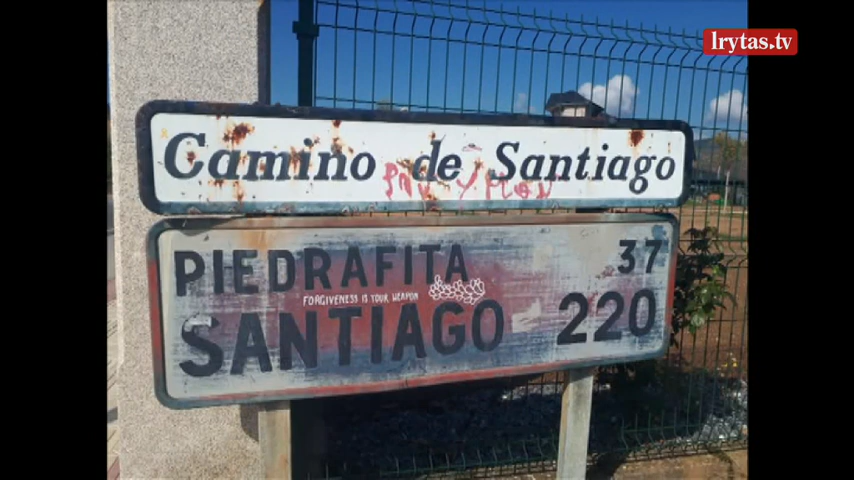 lrytas.tv
Camino de Santiago
PIEDRAFITA 37
FORGIVENESS IS YOUR WEAPON
SANTIAGO 220